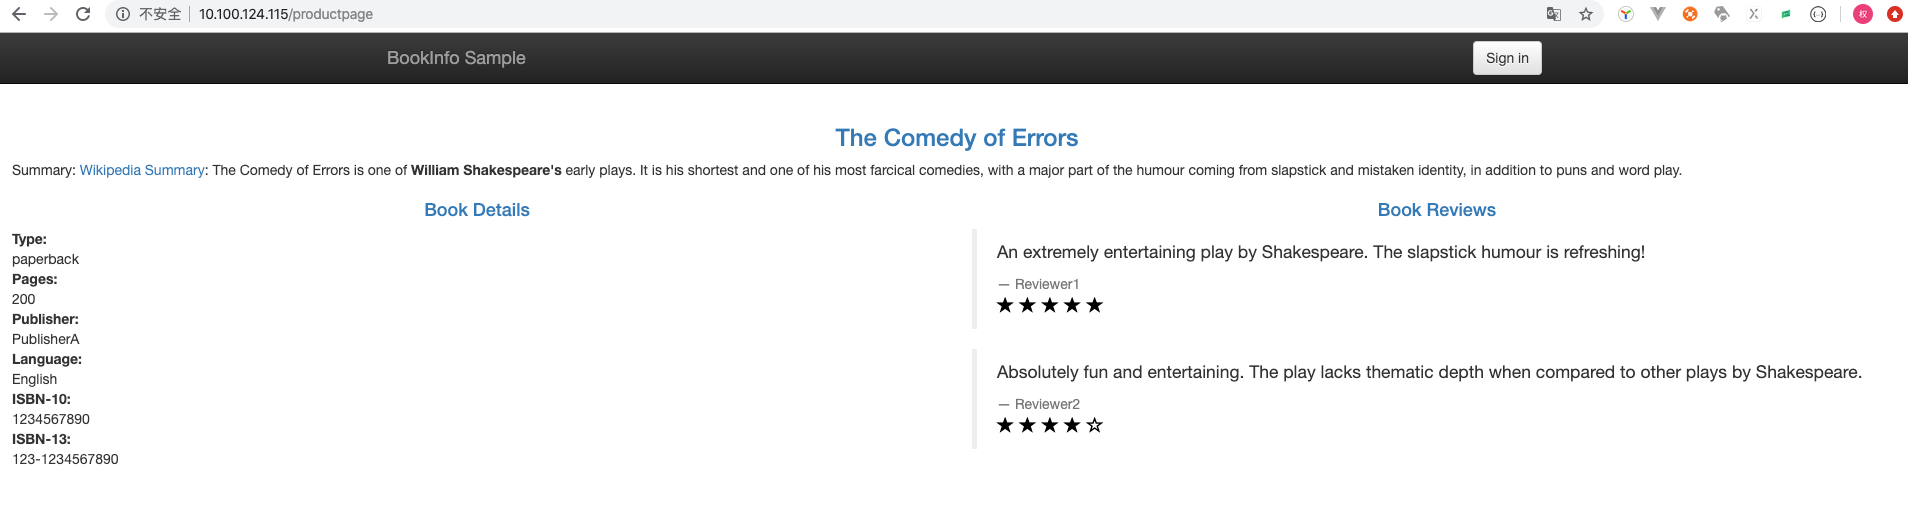 不安全 10.100.124.115/productpage
BookInfo Sample
Sign in
The Comedy of Errors
Summary: Wikipedia Summary: The Comedy of Errors is one of William Shakespeare's early plays. It is his shortest and one of his most farcical comedies, with a major part of the humour coming from slapstick and mistaken identity, in addition to puns and word play.
Book Details
Type:
paperback
Pages:
200
Publisher:
PublisherA
Language:
English
ISBN-10:
1234567890
ISBN-13:
123-1234567890
Book Reviews
An extremely entertaining play by Shakespeare. The slapstick humour is refreshing!
— Reviewer1
★★★★★
Absolutely fun and entertaining. The play lacks thematic depth when compared to other plays by Shakespeare.
— Reviewer2
★★★★☆